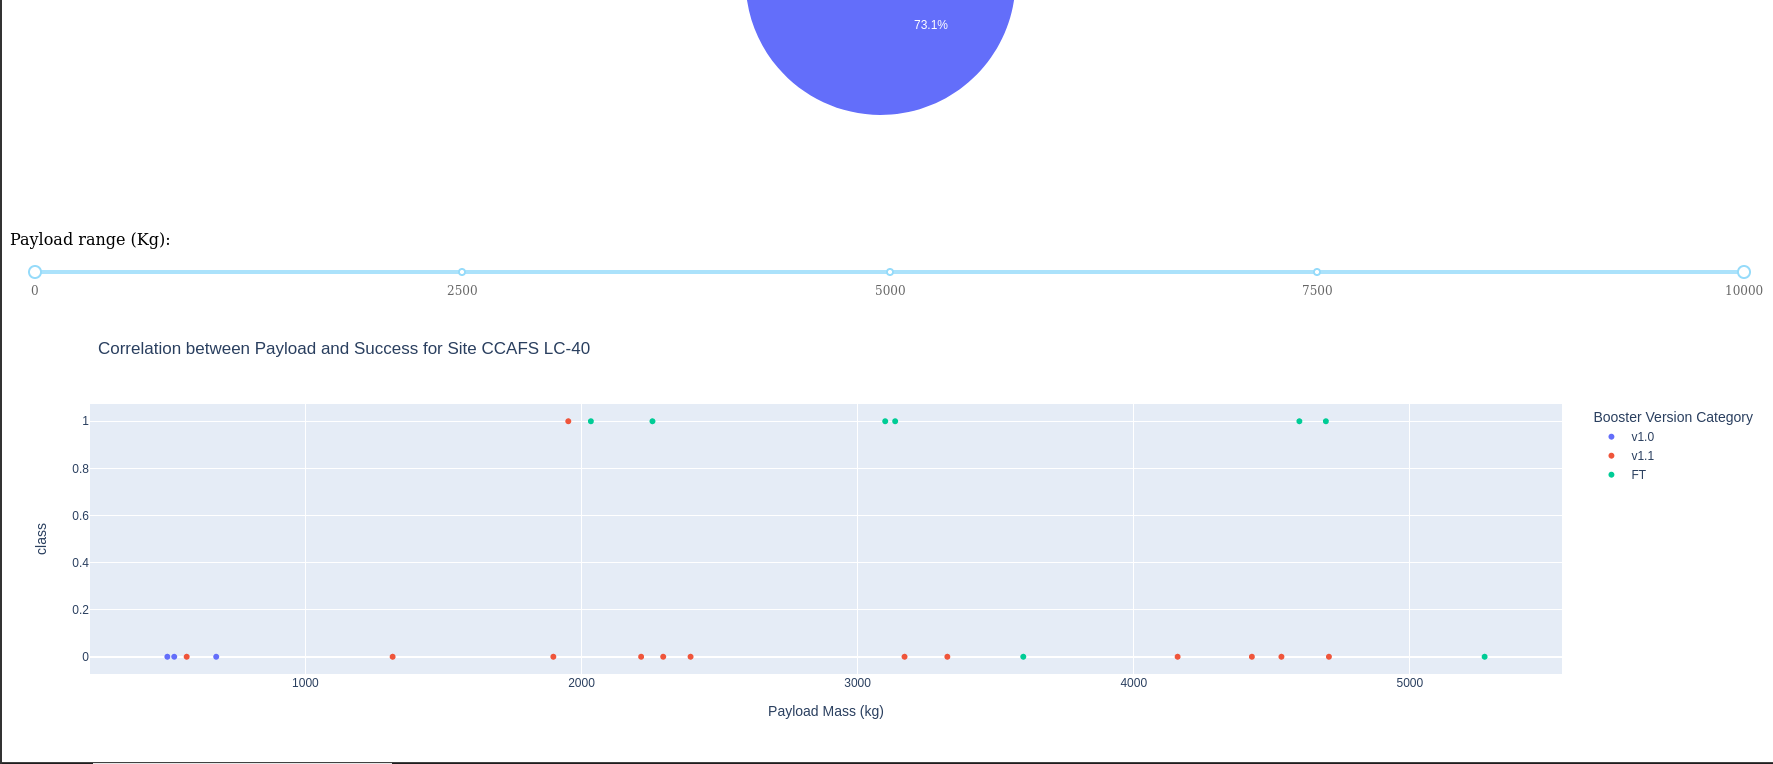 73.1%
Payload range (Kg):
0 2500 5000 7500 10000
Correlation between Payload and Success for Site CCAFS LC-40
Booster Version Category
v1.0
v1.1
FT
1
0.8
0.6
0.4
0.2
0
class
1000 2000 3000 4000 5000
Payload Mass (kg)